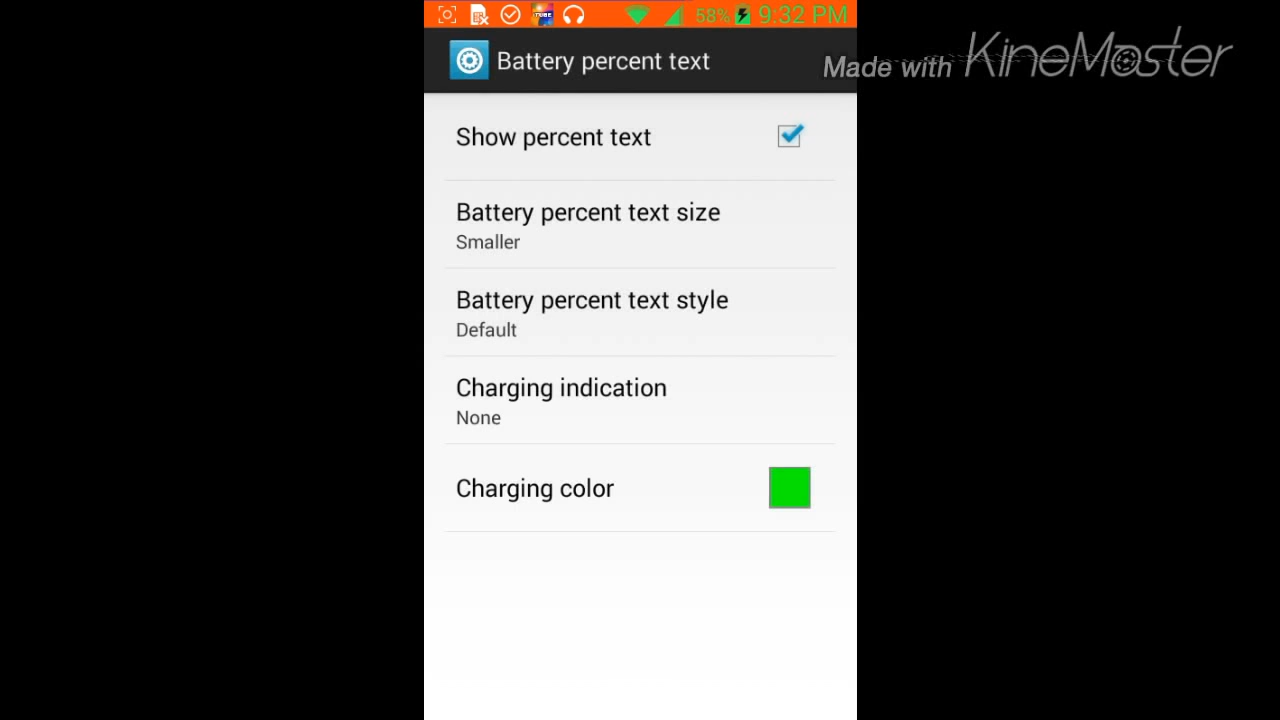 58% 9:32 PM
Battery percent text
Made with KineMaster
Show percent text
Battery percent text size
Smaller
Battery percent text style
Default
Charging indication
None
Charging color